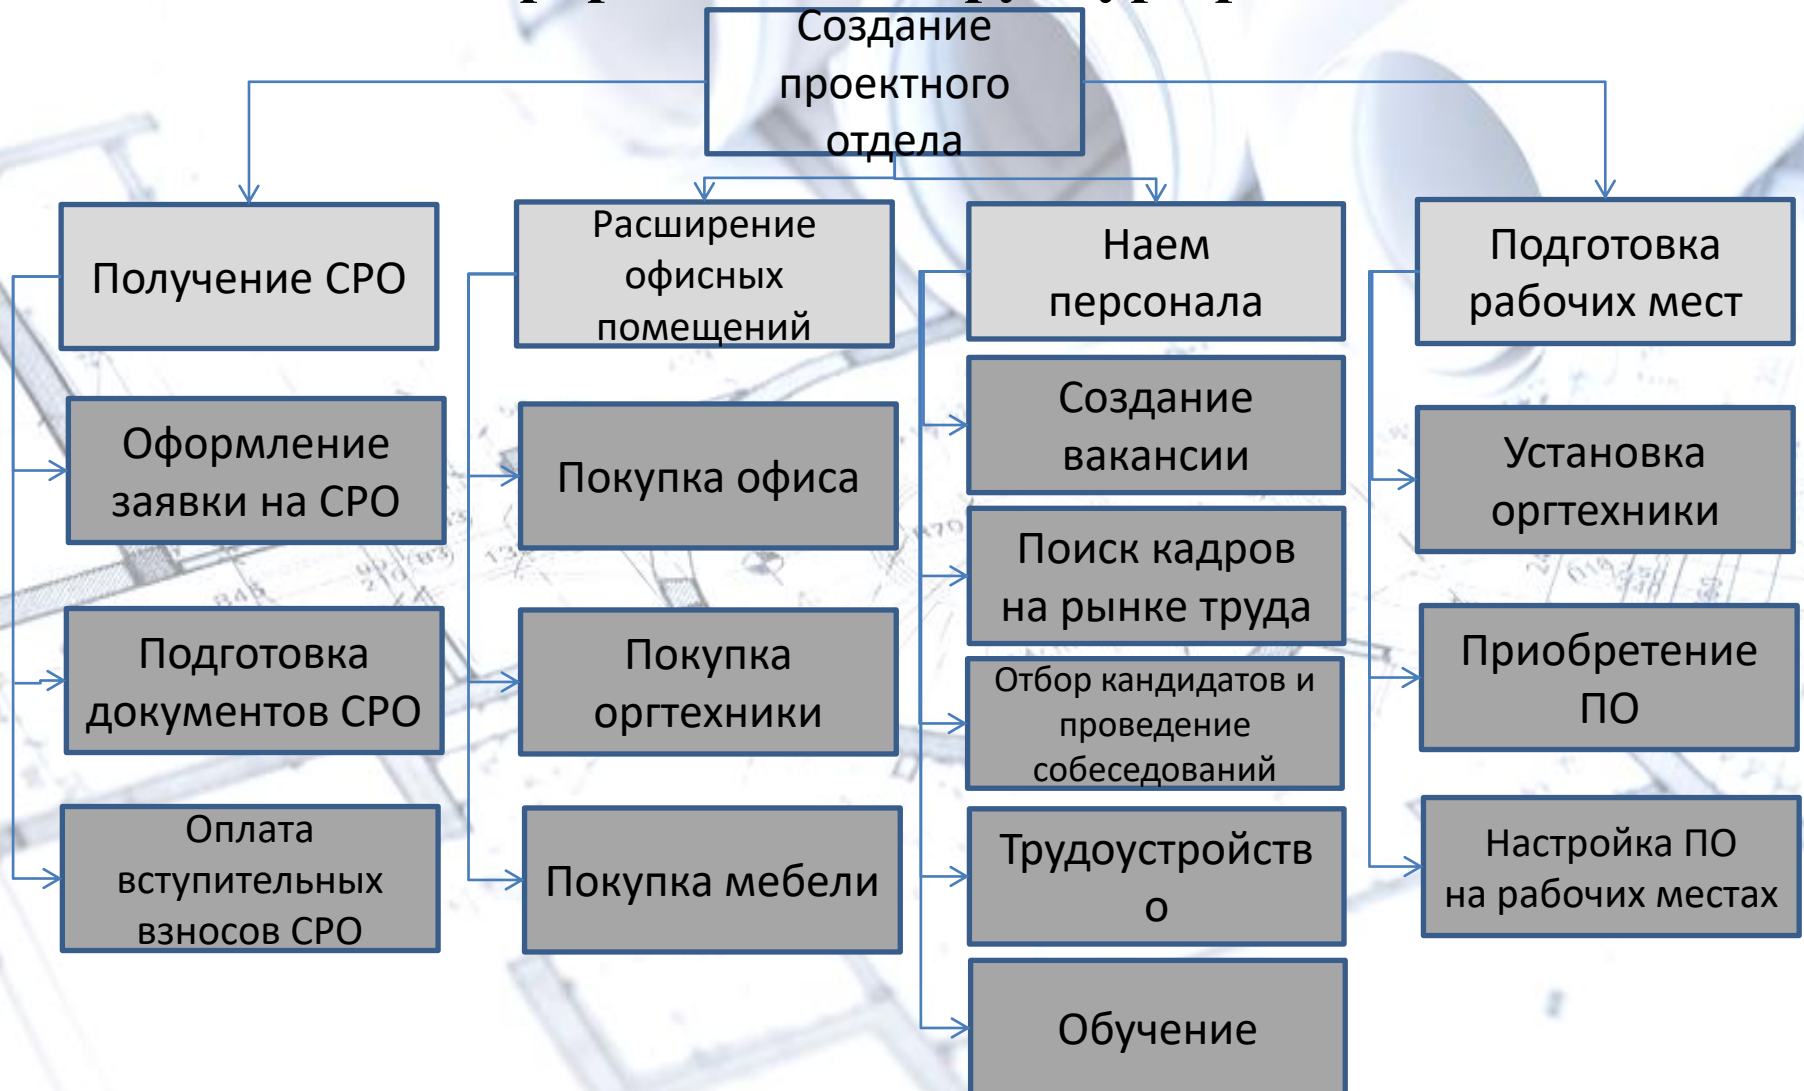 Создание
проектного
отдела
Получение СРО
Расширение
офисных
помещений
Наем
персонала
Подготовка
рабочих мест
Оформление
заявки на СРО
Подготовка
документов СРО
Оплата
вступительных
взносов СРО
Покупка офиса
Покупка
оргтехники
Покупка мебели
Создание
вакансии
Поиск кадров
на рынке труда
Отбор кандидатов и
проведение
собеседований
Трудоустройств
о
Обучение
Установка
оргтехники
Приобретение
ПО
Настройка ПО
на рабочих местах